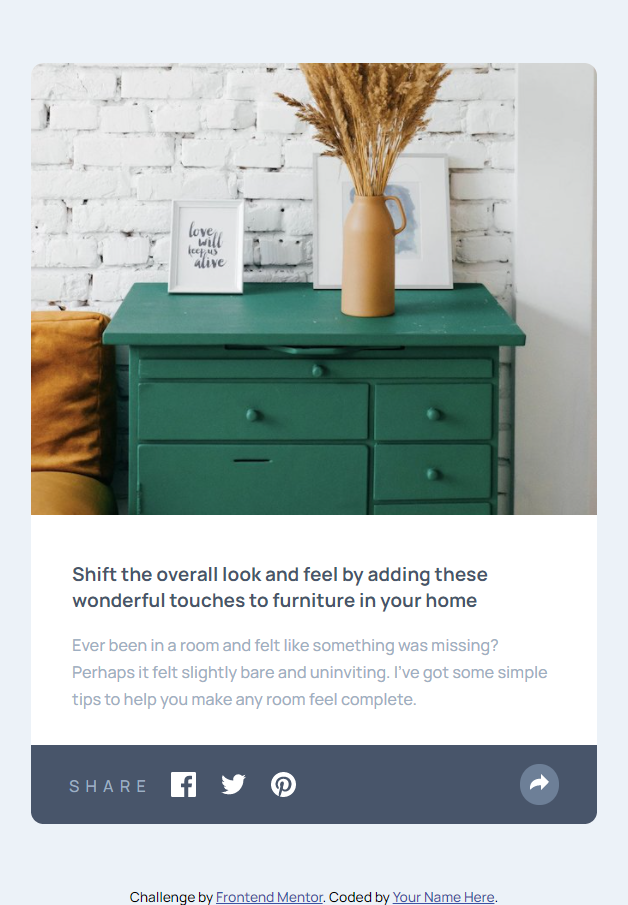 love
will
keep us
alive
Shift the overall look and feel by adding these
wonderful touches to furniture in your home
Ever been in a room and felt like something was missing?
Perhaps it felt slightly bare and uninviting. I've got some simple
tips to help you make any room feel complete.
SHARE
Challenge by Frontend Mentor. Coded by Your Name Here.